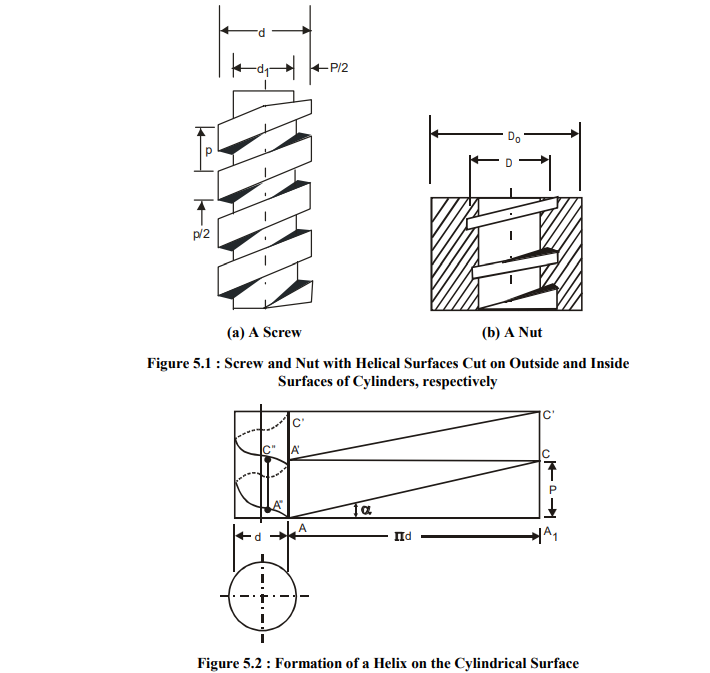 d
d1
P/2
p
p/2
Do
D
(a) A Screw
(b) A Nut
Figure 5.1 : Screw and Nut with Helical Surfaces Cut on Outside and Inside
Surfaces of Cylinders, respectively
C'
C'
C"
A'
C
P
A"
α
A
d
Πd
A1
Figure 5.2 : Formation of a Helix on the Cylindrical Surface